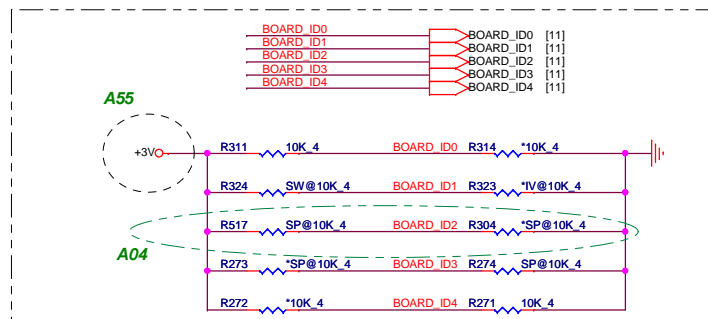 BOARD_ID0 BOARD_ID0 [11]
BOARD_ID1 BOARD_ID1 [11]
BOARD_ID2 BOARD_ID2 [11]
BOARD_ID3 BOARD_ID3 [11]
BOARD_ID4 BOARD_ID4 [11]
A55
+3V R311 10K_4 BOARD_ID0 R314 *10K_4
R324 SW@10K_4 BOARD_ID1 R323 *IV@10K_4
R517 SP@10K_4 BOARD_ID2 R304 *SP@10K_4
A04
R273 *SP@10K_4 BOARD_ID3 R274 SP@10K_4
R272 *10K_4 BOARD_ID4 R271 10K_4